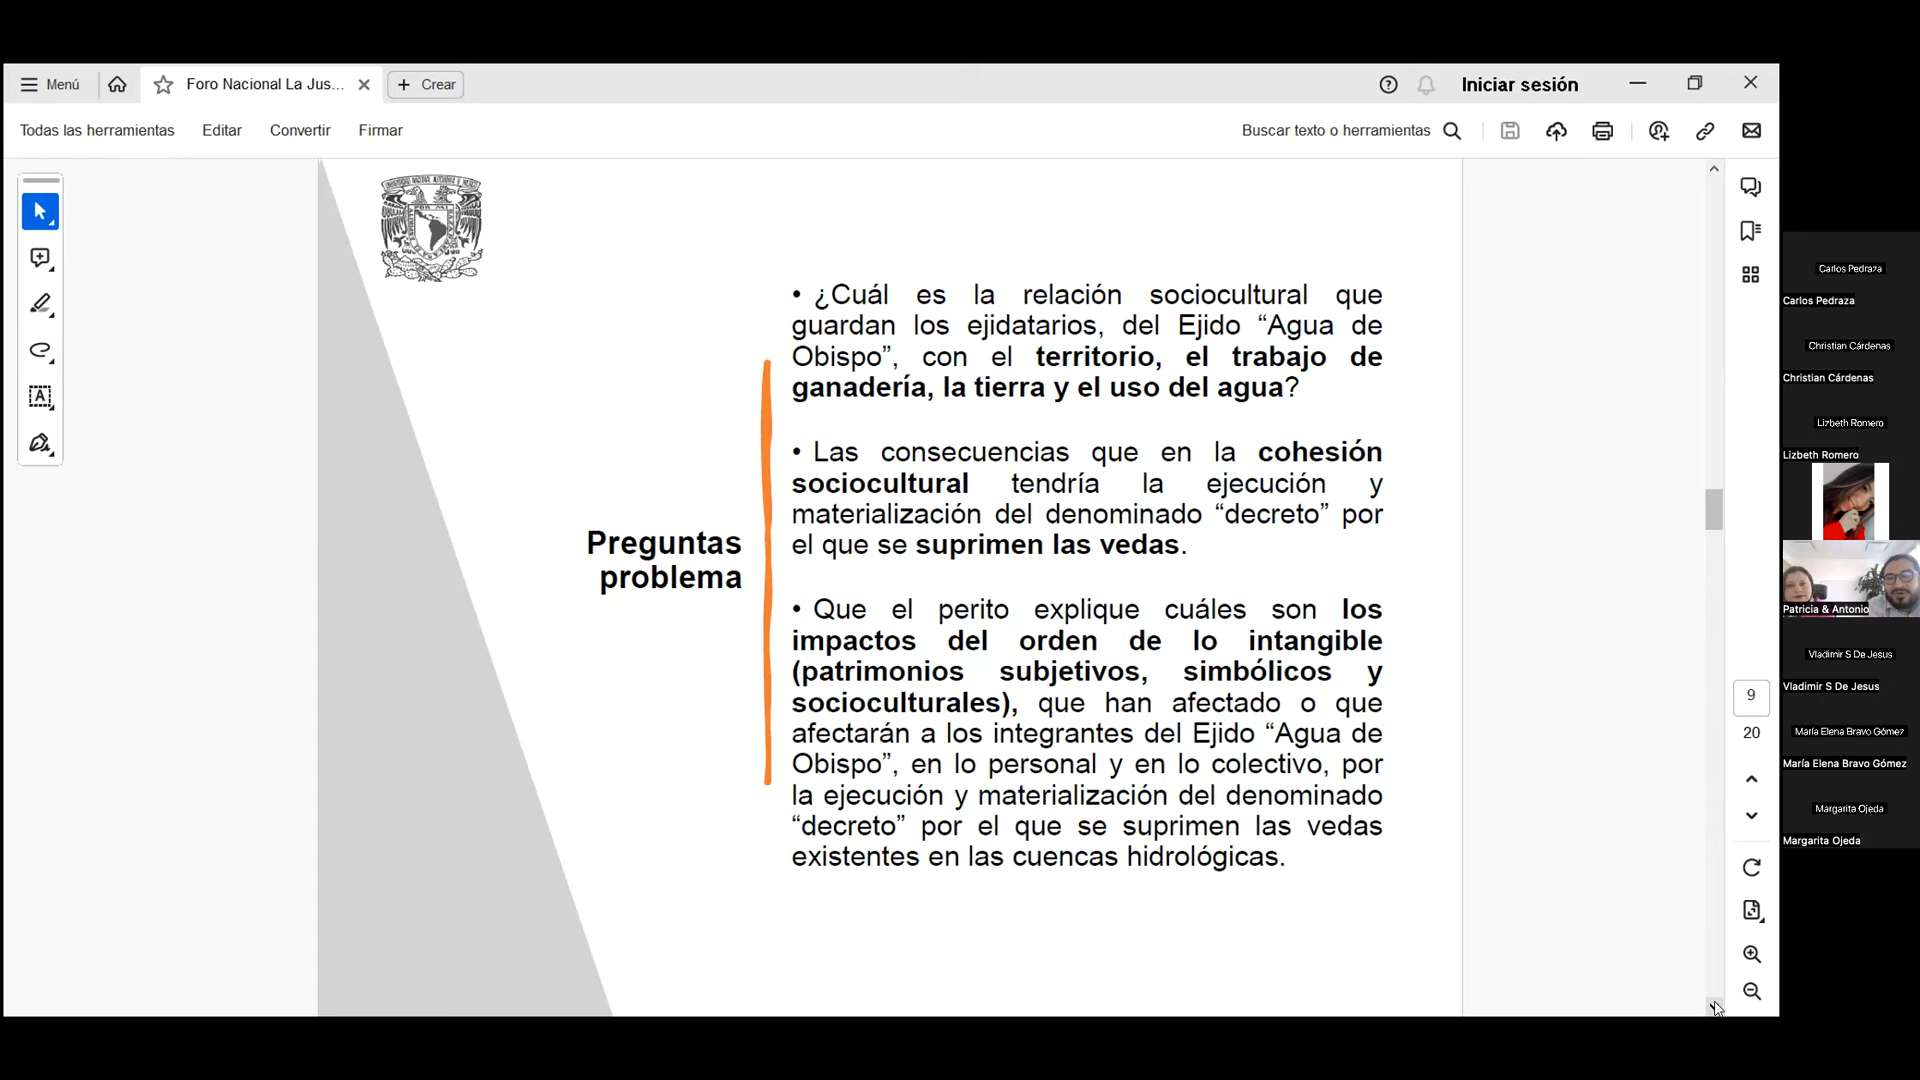 Menú
Foro Nacional La Jus...
Crear
Iniciar sesión
Todas las herramientas
Editar
Convertir
Firmar
Buscar texto o herramientas
Preguntas
problema
• ¿Cuál es la relación sociocultural que
guardan los ejidatarios, del Ejido “Agua de
Obispo”, con el territorio, el trabajo de
ganadería, la tierra y el uso del agua?
• Las consecuencias que en la cohesión
sociocultural tendría la ejecución y
materialización del denominado “decreto” por
el que se suprimen las vedas.
• Que el perito explique cuáles son los
impactos del orden de lo intangible
(patrimonios subjetivos, simbólicos y
socioculturales), que han afectado o que
afectarán a los integrantes del Ejido “Agua de
Obispo”, en lo personal y en lo colectivo, por
la ejecución y materialización del denominado
“decreto” por el que se suprimen las vedas
existentes en las cuencas hidrológicas.
9
20
Carlos Pedraza
Carlos Pedraza
Christian Cárdenas
Christian Cárdenas
Lizbeth Romero
Lizbeth Romero
Patricia & Antonio
Vladimir S De Jesus
Vladimir S De Jesus
María Elena Bravo Gómez
María Elena Bravo Gómez
Margarita Ojeda
Margarita Ojeda